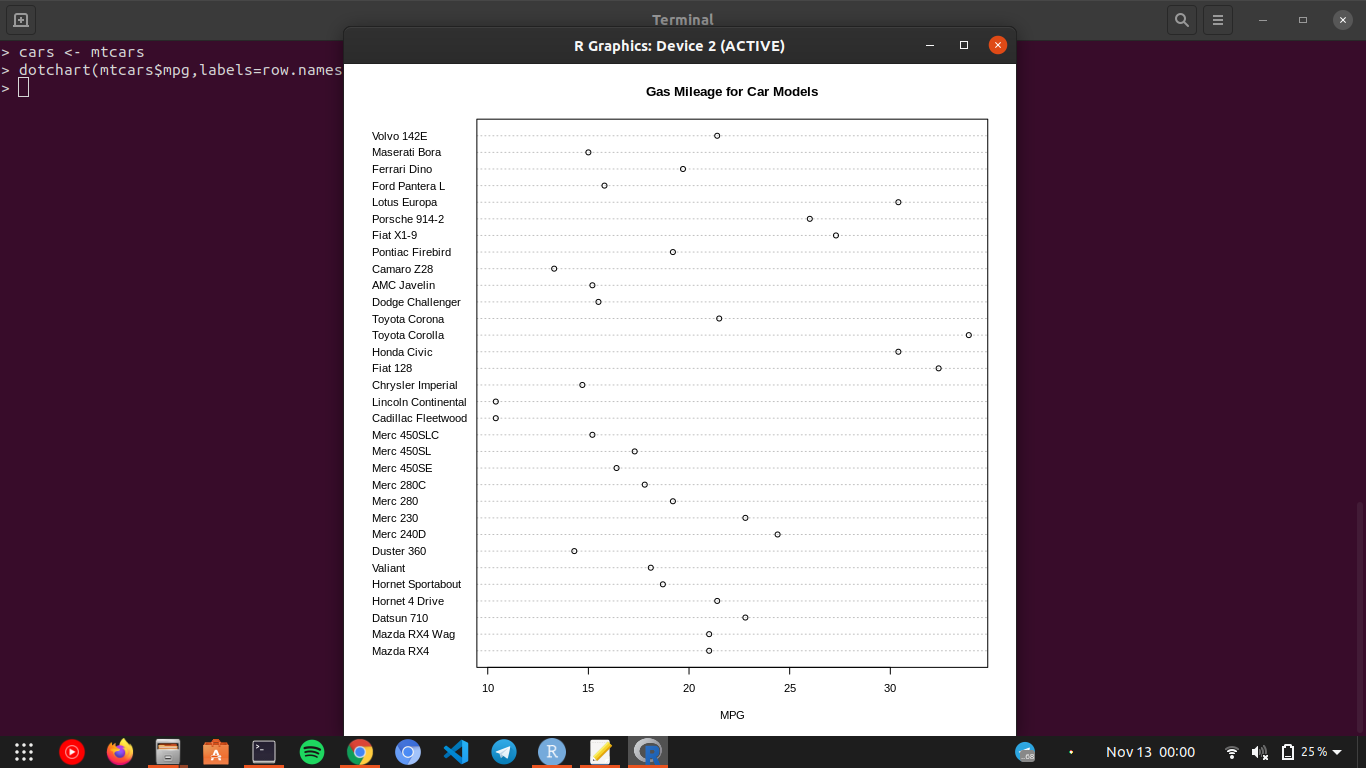 Terminal
> cars <- mtcars
> dotchart(mtcars$mpg,labels=row.names
>
R Graphics: Device 2 (ACTIVE)
Gas Mileage for Car Models
Volvo 142E
Maserati Bora
Ferrari Dino
Ford Pantera L
Lotus Europa
Porsche 914-2
Fiat X1-9
Pontiac Firebird
Camaro Z28
AMC Javelin
Dodge Challenger
Toyota Corona
Toyota Corolla
Honda Civic
Fiat 128
Chrysler Imperial
Lincoln Continental
Cadillac Fleetwood
Merc 450SLC
Merc 450SL
Merc 450SE
Merc 280C
Merc 280
Merc 230
Merc 240D
Duster 360
Valiant
Hornet Sportabout
Hornet 4 Drive
Datsun 710
Mazda RX4 Wag
Mazda RX4
10 15 20 25 30
MPG
Nov 13 00:00
25 %